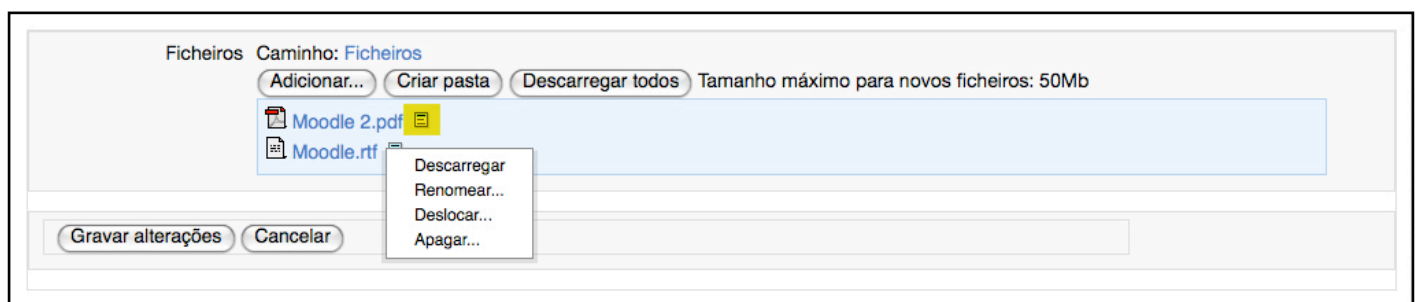 Ficheiros Caminho: Ficheiros
Adicionar... Criar pasta Descarregar todos Tamanho máximo para novos ficheiros: 50Mb
Moodle 2.pdf
Moodle.rtf
Descarregar
Renomear...
Deslocar...
Apagar...
Gravar alterações Cancelar